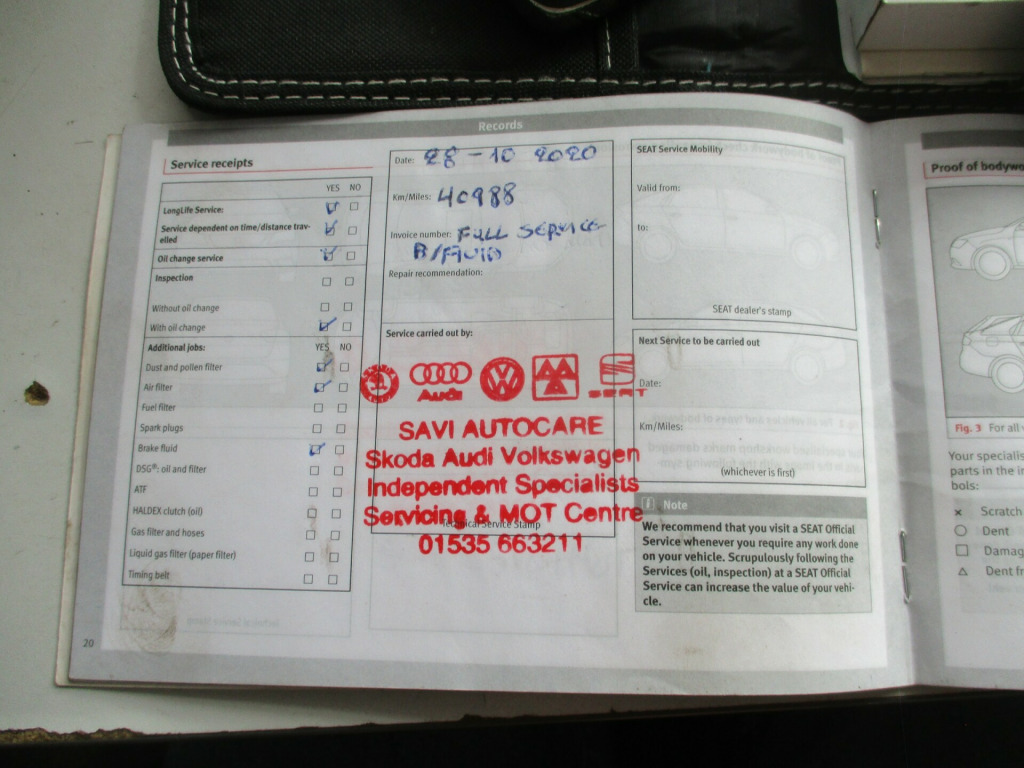 Records
Service receipts
YES NO
LongLife Service:
Service dependent on time/distance trav-
elled
Oil change service
Inspection
Without oil change
With oil change
Additional jobs: YES NO
Dust and pollen filter
Air filter
Fuel filter
Spark plugs
Brake fluid
DSG®: oil and filter
ATF
HALDEX clutch (oil)
Gas filter and hoses
Liquid gas filter (paper filter)
Timing belt
20
Date: 28-10 2020
Km/Miles: 40988
Invoice number: FULL SERVICE
B/FLUID
Repair recommendation:
Service carried out by:
Audi
SEAT
SAVI AUTOCARE
Skoda Audi Volkswagen
Independent Specialists
Servicing & MOT Centre
Technical Service Stamp
01535 663211
SEAT Service Mobility
Valid from:
to:
SEAT dealer's stamp
Next Service to be carried out
Date:
Km/Miles:
(whichever is first)
i Note
We recommend that you visit a SEAT Official
Service whenever you require any work done
on your vehicle. Scrupulously following the
Services (oil, inspection) at a SEAT Official
Service can increase the value of your vehi-
cle.
Proof of bodywo
Fig. 3 For all v
Your specialis
parts in the i
bols:
× Scratch
Dent
Damag
Dent fr